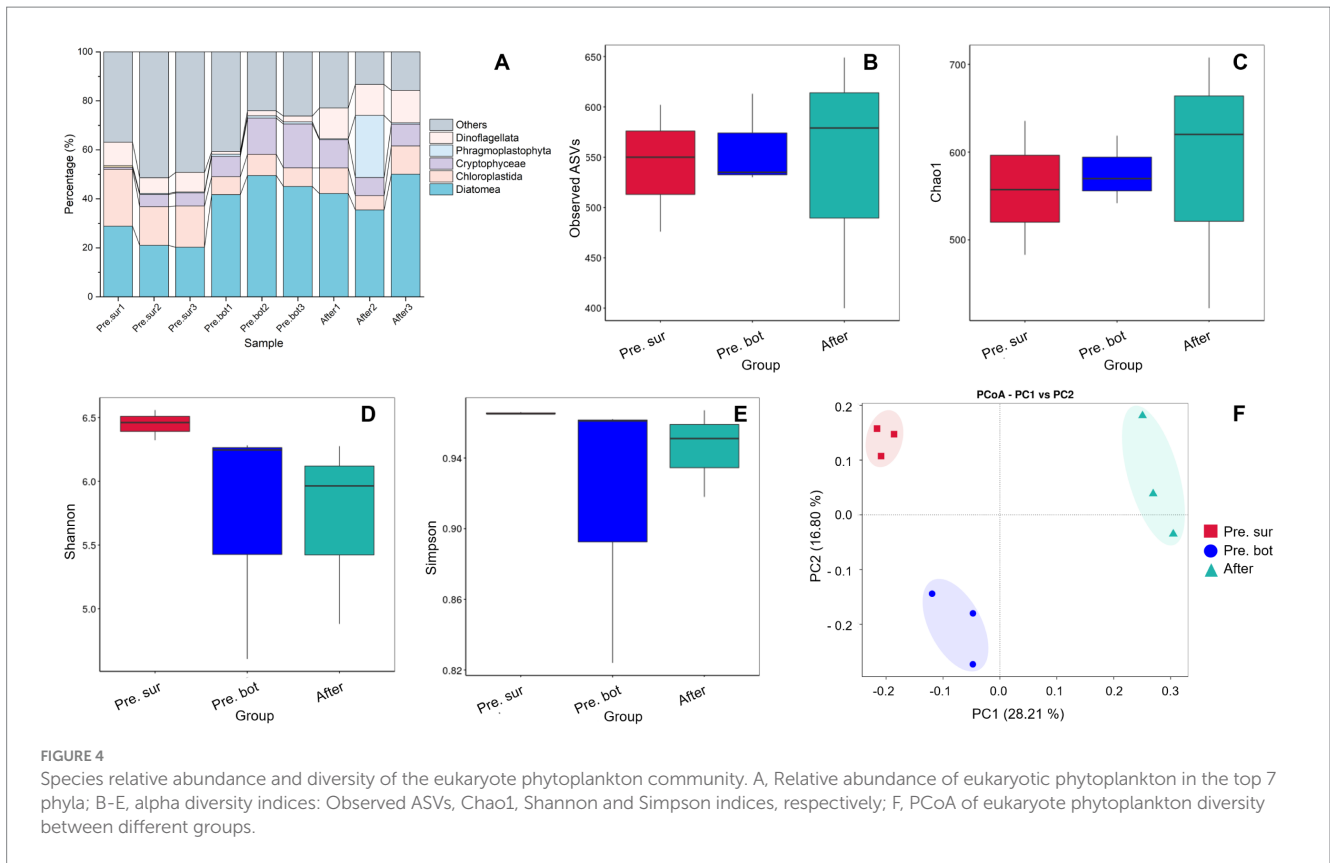 A
100
80
60
40
20
0
Percentage (%)
Others
Dinoflagellata
Phragmoplastophyta
Cryptophyceae
Chloroplastida
Diatomea
Pre.sur1
Pre.sur2
Pre.sur3
Pre.bot1
Pre.bot2
Pre.bot3
After1
After2
After3
Sample
B
650
600
550
500
450
400
Observed ASVs
Pre. sur
Pre. bot
After
Group
C
700
600
500
Chao1
Pre. sur
Pre. bot
After
Group
D
6.5
6.0
5.5
5.0
Shannon
Pre. sur
Pre. bot
After
Group
E
0.94
0.90
0.86
0.82
Simpson
Pre. sur
Pre. bot
After
Group
PCoA - PC1 vs PC2
F
0.2
0.1
0.0
- 0.1
- 0.2
PC2 (16.80 %)
-0.2
-0.1
0.0
0.1
0.2
0.3
PC1 (28.21 %)
Pre. sur
Pre. bot
After
FIGURE 4
Species relative abundance and diversity of the eukaryote phytoplankton community. A, Relative abundance of eukaryotic phytoplankton in the top 7
phyla; B-E, alpha diversity indices: Observed ASVs, Chao1, Shannon and Simpson indices, respectively; F, PCoA of eukaryote phytoplankton diversity
between different groups.